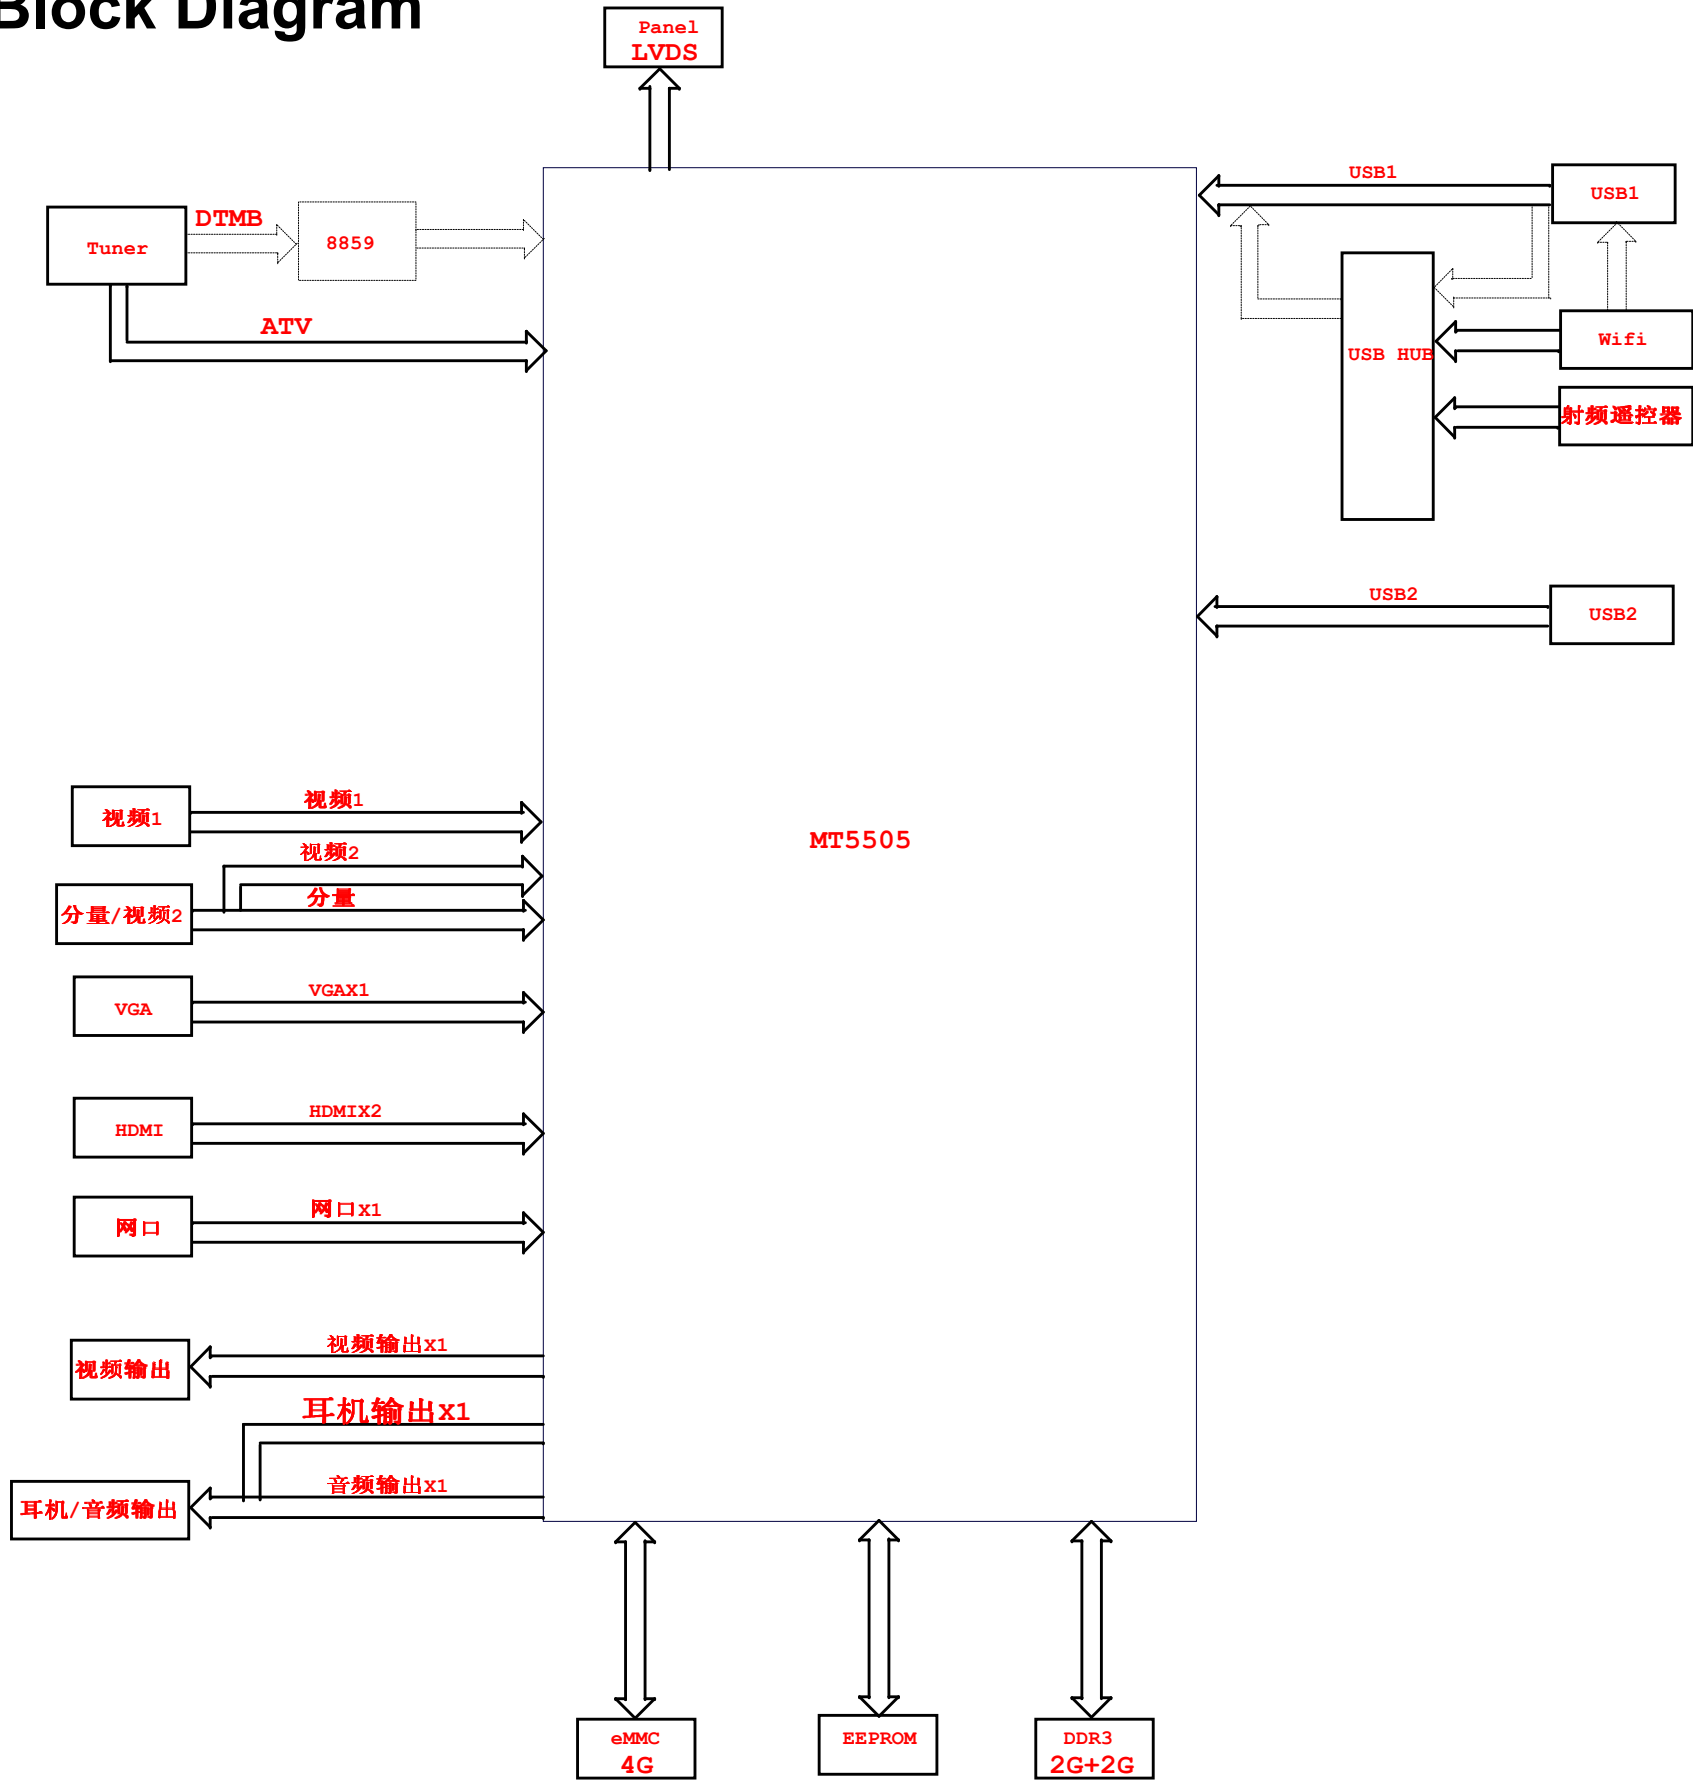 Block Diagram
Panel
LVDS
USB1
USB1
DTMB
8859
Tuner
ATV
Wifi
USB HUB
射频遥控器
USB2
USB2
视频1
视频1
MT5505
视频2
分量
分量/视频2
VGAX1
VGA
HDMIX2
HDMI
网口X1
网口
视频输出X1
视频输出
耳机输出X1
音频输出X1
耳机/音频输出
eMMC
4G
EEPROM
DDR3
2G+2G